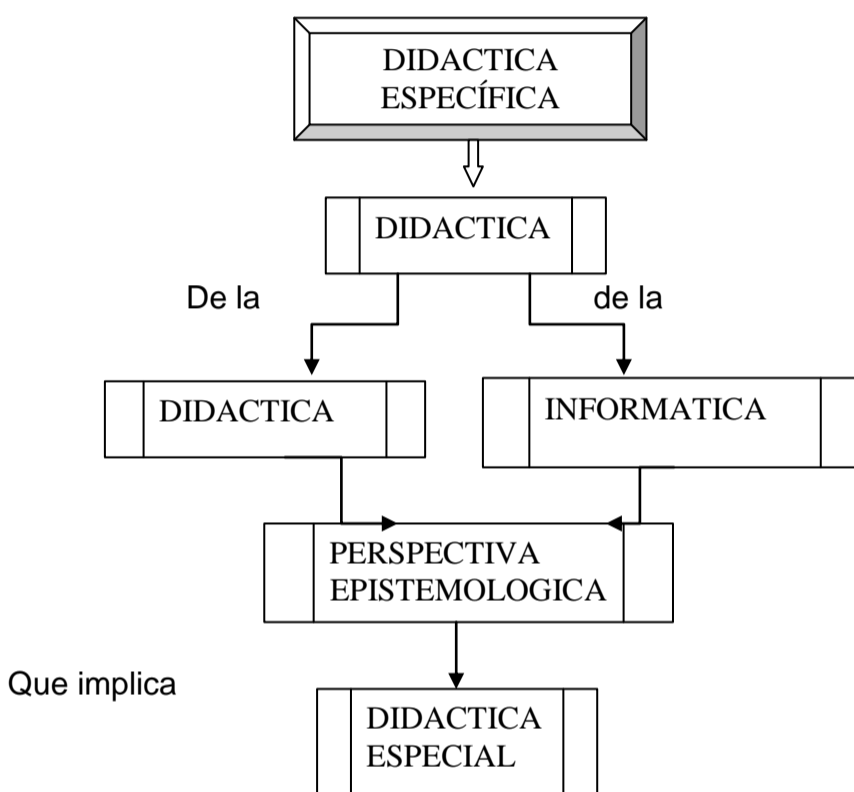 DIDACTICA
ESPECÍFICA
DIDACTICA
De la
de la
DIDACTICA
INFORMATICA
PERSPECTIVA
EPISTEMOLOGICA
Que implica
DIDACTICA
ESPECIAL